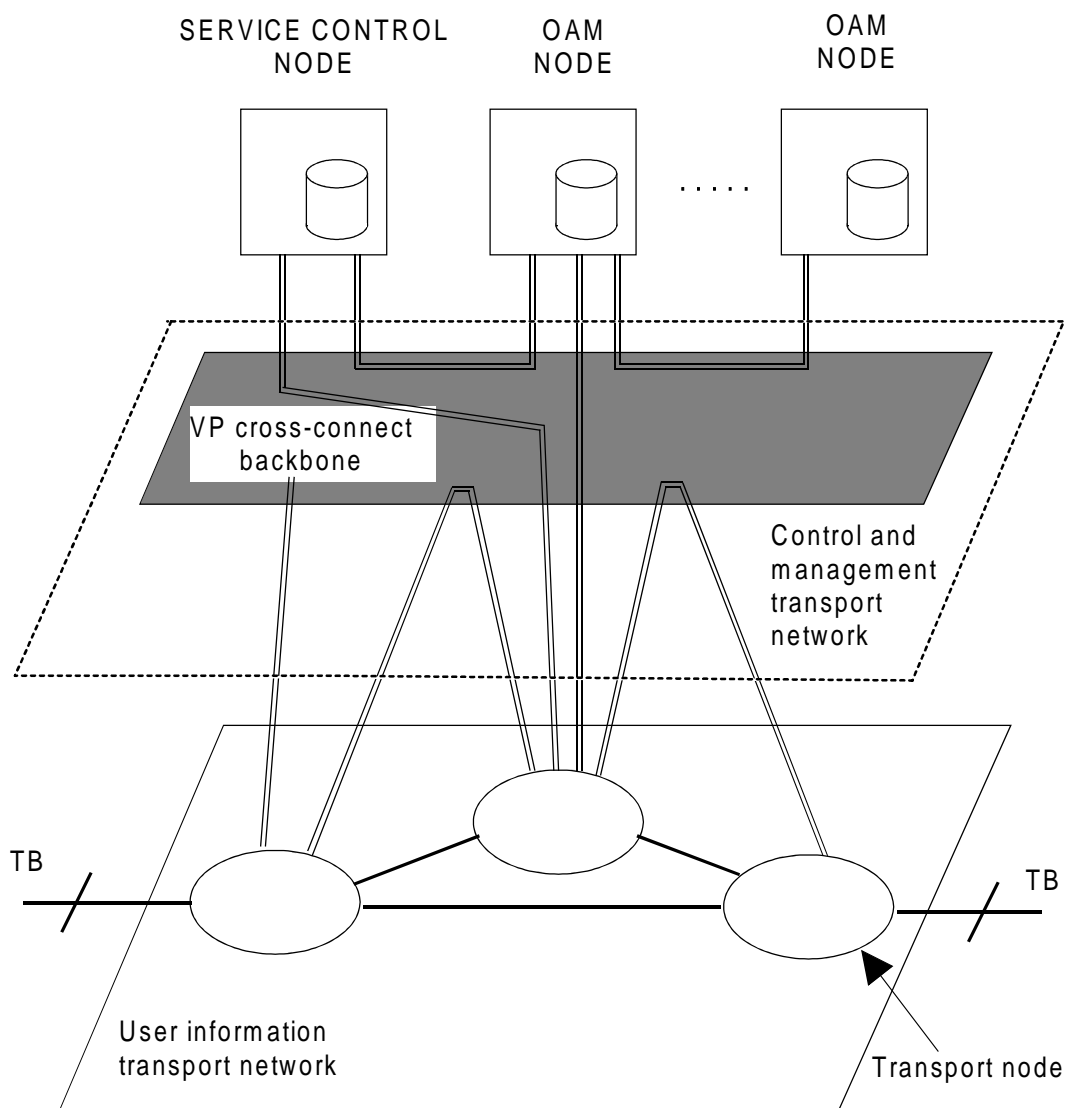 SERVICE CONTROL
NODE
OAM
NODE
OAM
NODE
. . . . .
VP cross-connect
backbone
Control and
management
transport
network
TB
TB
User information
transport network
Transport node